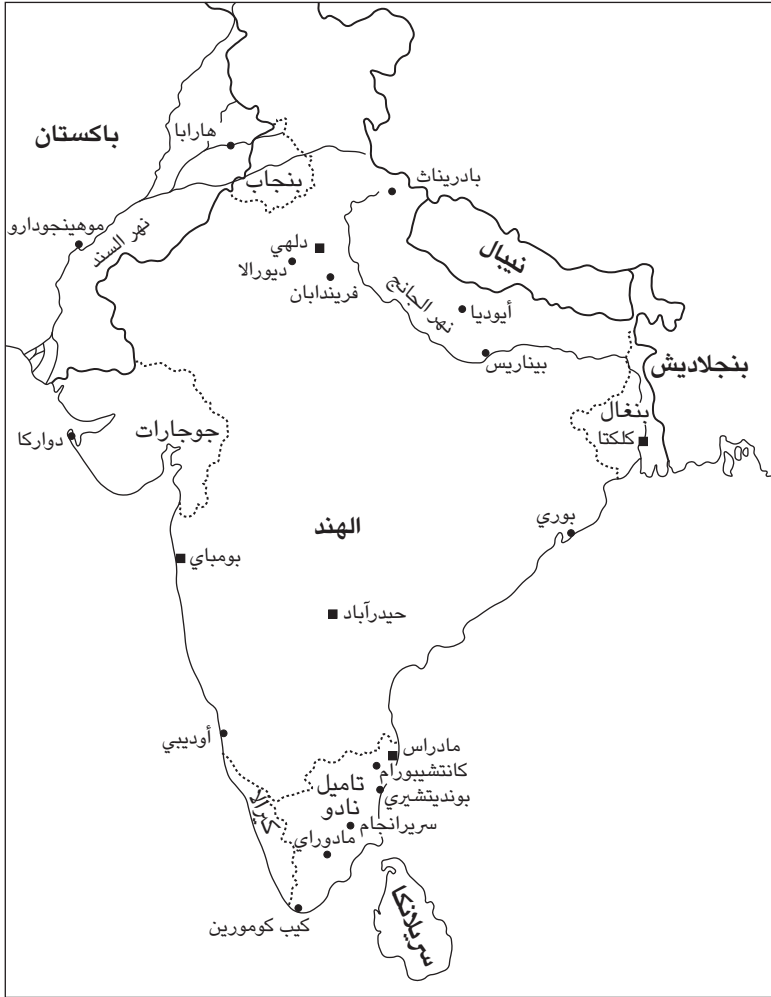 هارابا
باكستان
بنجاب
بادريناث
موهينجودارو
نهر السند
دلهي
ديورالا
فريندابان
نيبال
نهر الجانج
أيوديا
بيناريس
بنجلاديش
بنغال
كلكتا
جوجارات
دواركا
بوري
الهند
بومباي
حيدرآباد
أوديبي
مادراس
كانتشيبورام
تاميل
نادو
بونديتشيري
كيرالا
سريرانجام
مادوراي
كيب كومورين
سريلانكا